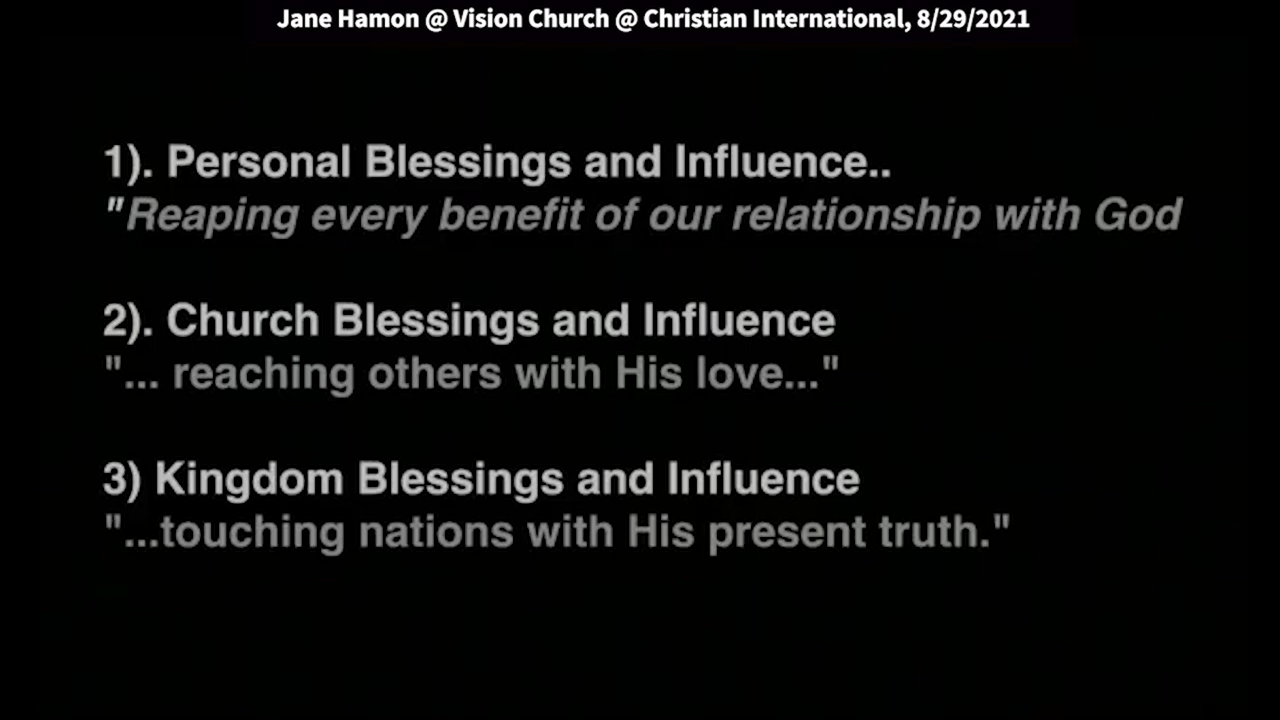 Jane Hamon @ Vision Church @ Christian International, 8/29/2021
1). Personal Blessings and Influence..
"Reaping every benefit of our relationship with God
2). Church Blessings and Influence
"... reaching others with His love..."
3) Kingdom Blessings and Influence
"...touching nations with His present truth."